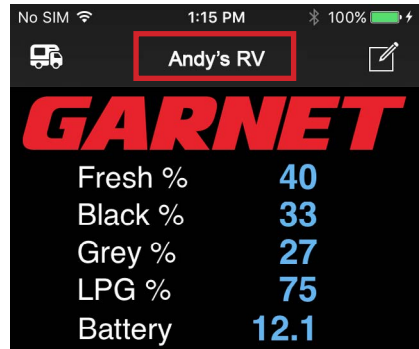 No SIM 1:15 PM 100%
Andy's RV
GARNET
Fresh % 40
Black % 33
Grey % 27
LPG % 75
Battery 12.1